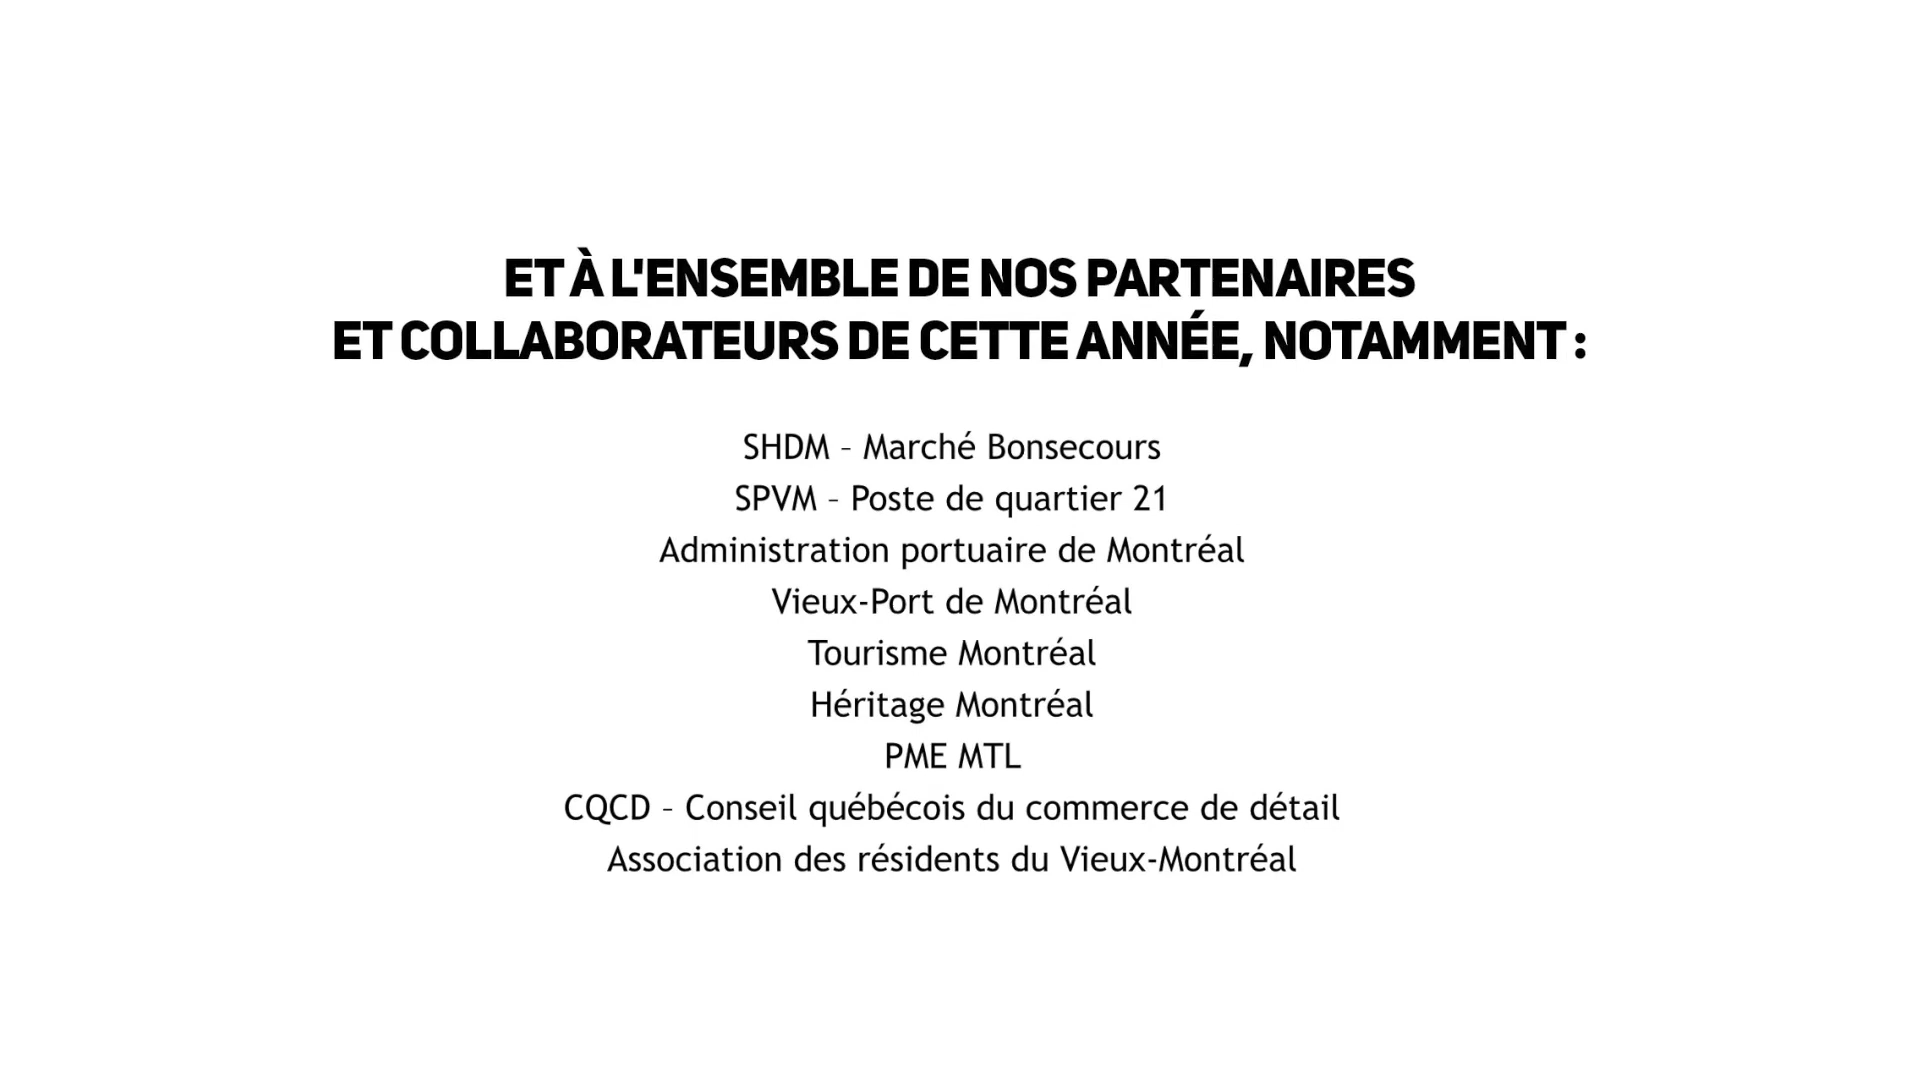 ET À L'ENSEMBLE DE NOS PARTENAIRES
ET COLLABORATEURS DE CETTE ANNÉE, NOTAMMENT :
SHDM – Marché Bonsecours
SPVM – Poste de quartier 21
Administration portuaire de Montréal
Vieux-Port de Montréal
Tourisme Montréal
Héritage Montréal
PME MTL
CQCD – Conseil québécois du commerce de détail
Association des résidents du Vieux-Montréal